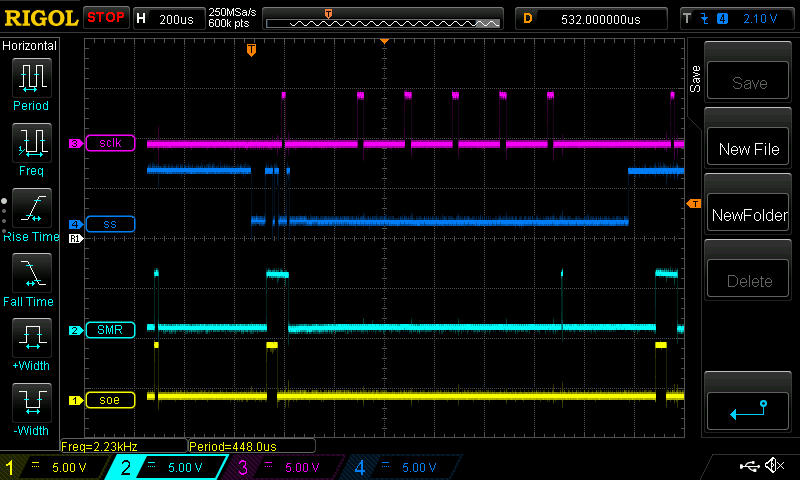 RIGOL STOP H 200us 250MSa/s 600k pts T D 532.000000us T 4 2.10 V
Horizontal
Period
Freq
Rise Time
Fall Time
+Width
-Width
T
3 sclk
4 ss
R1
T
2 SMR
1 soe
Freq=2.23kHz Period=448.0us
1 5.00 V 2 5.00 V 3 5.00 V 4 5.00 V
Save
Save
New File
NewFolder
Delete